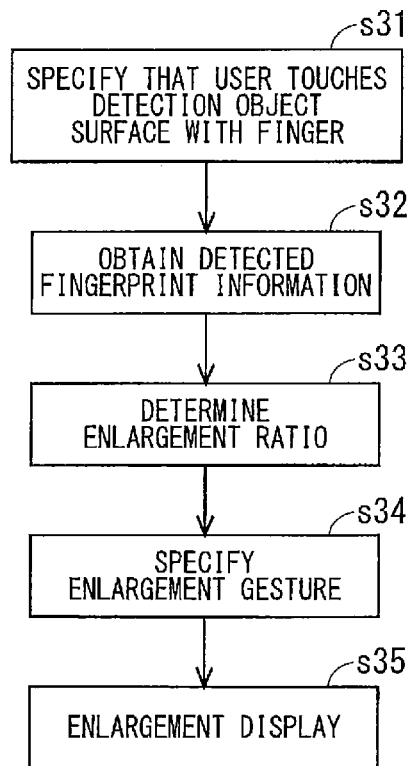 s31
SPECIFY THAT USER TOUCHES
DETECTION OBJECT
SURFACE WITH FINGER
s32
OBTAIN DETECTED
FINGERPRINT INFORMATION
s33
DETERMINE
ENLARGEMENT RATIO
s34
SPECIFY
ENLARGEMENT GESTURE
s35
ENLARGEMENT DISPLAY